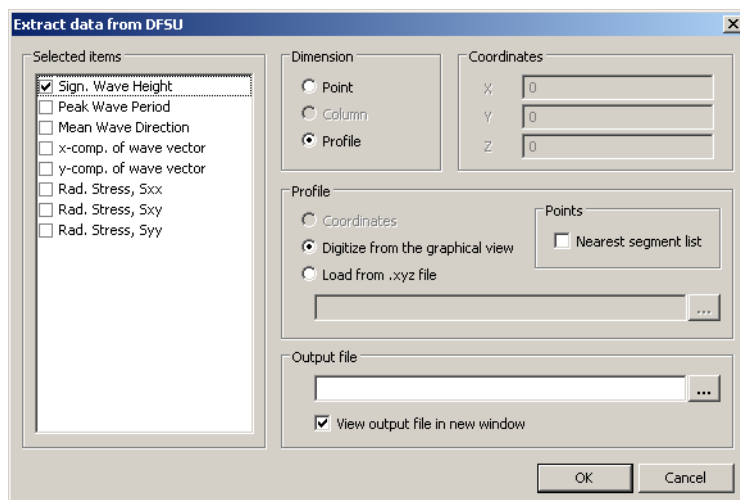 Extract data from DFSU
Selected items
Sign. Wave Height
Peak Wave Period
Mean Wave Direction
x-comp. of wave vector
y-comp. of wave vector
Rad. Stress, Sxx
Rad. Stress, Sxy
Rad. Stress, Syy
Dimension
Point
Column
Profile
Coordinates
X 0
Y 0
Z 0
Profile
Coordinates
Digitize from the graphical view
Load from .xyz file
...
Points
Nearest segment list
Output file
...
View output file in new window
OK Cancel